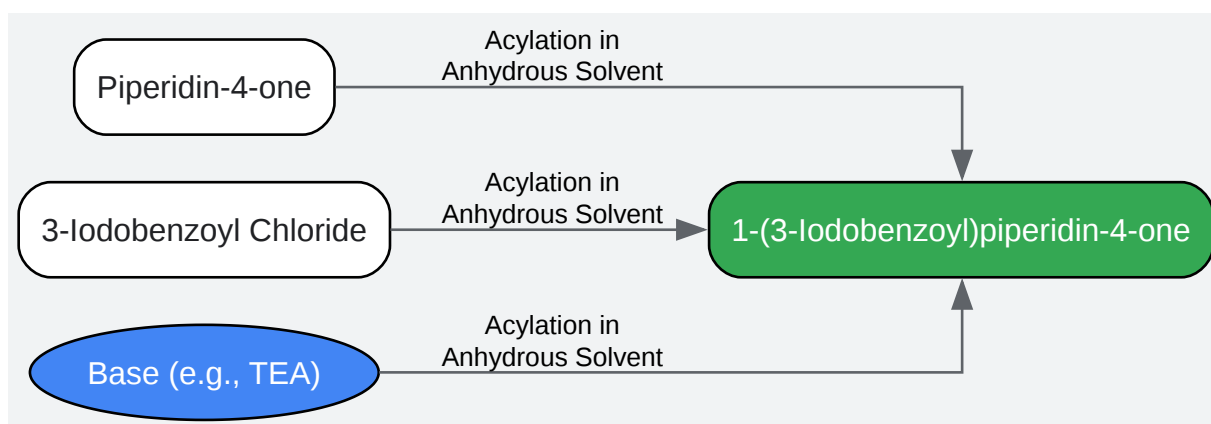 Acylation in
Anhydrous Solvent
Piperidin-4-one
Acylation in
Anhydrous Solvent
3-Iodobenzoyl Chloride
1-(3-Iodobenzoyl)piperidin-4-one
Acylation in
Anhydrous Solvent
Base (e.g., TEA)